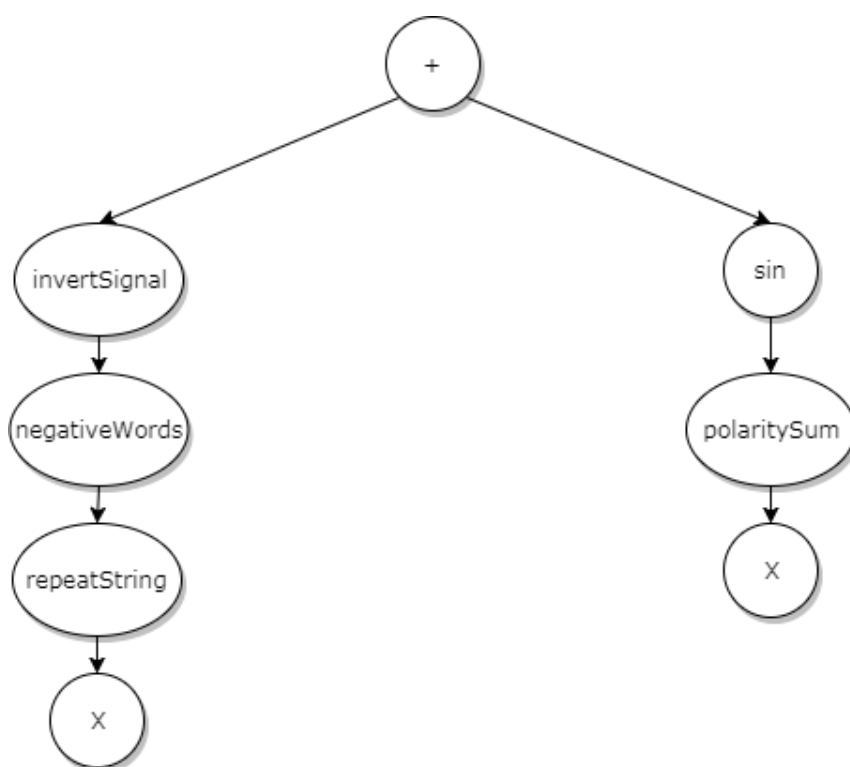 +
invertSignal
sin
negativeWords
polaritySum
repeatString
X
X